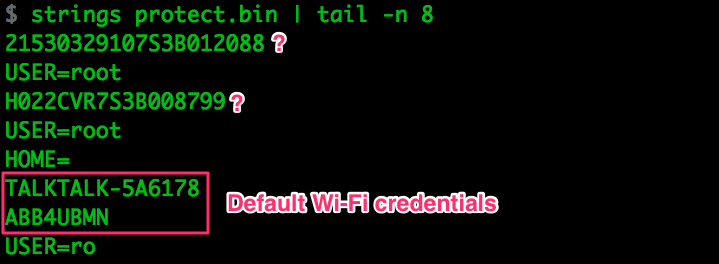 $ strings protect.bin | tail -n 8
21530329107S3B012088 ?
USER=root
H022CVR7S3B008799 ?
USER=root
HOME=
TALKTALK-5A6178
ABB4UBMN
Default Wi-Fi credentials
USER=ro